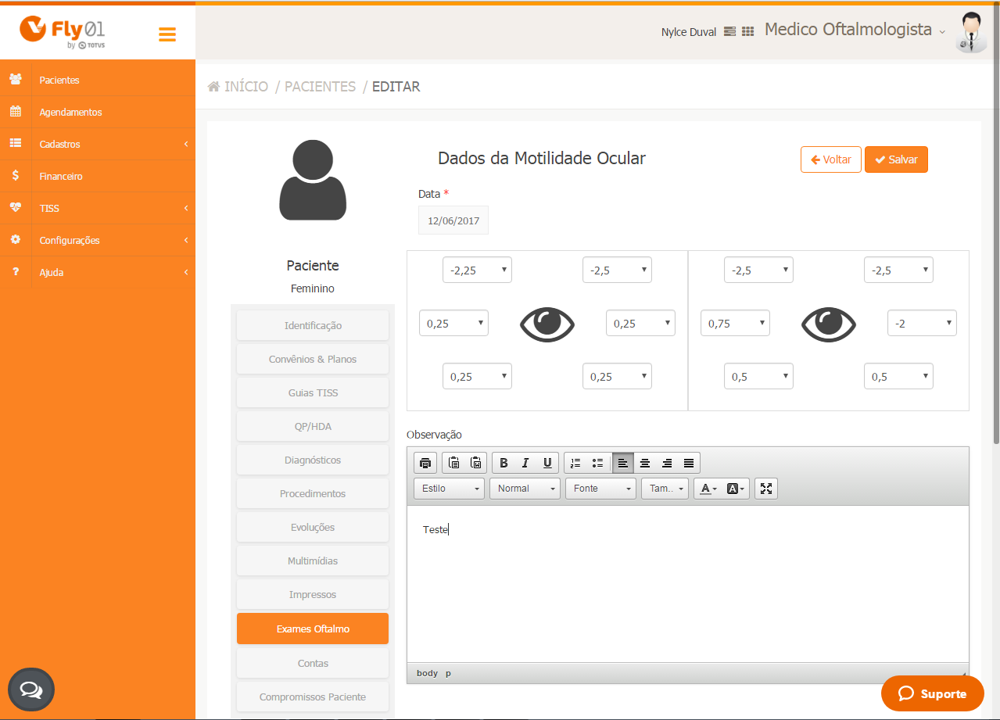 Fly01
by TOTVS
Nylce Duval
Medico Oftalmologista
Pacientes
Agendamentos
Cadastros
Financeiro
TISS
Configurações
Ajuda
INÍCIO / PACIENTES / EDITAR
Dados da Motilidade Ocular
Voltar
Salvar
Data *
12/06/2017
Paciente
Feminino
Identificação
Convênios & Planos
Guias TISS
QP/HDA
Diagnósticos
Procedimentos
Evoluções
Multimídias
Impressos
Exames Oftalmo
Contas
Compromissos Paciente
-2,25 -2,5 -2,5 -2,5
0,25 0,25 0,75 -2
0,25 0,25 0,5 0,5
Observação
B I U
Estilo Normal Fonte Tam.. A A
Teste
body p
Suporte